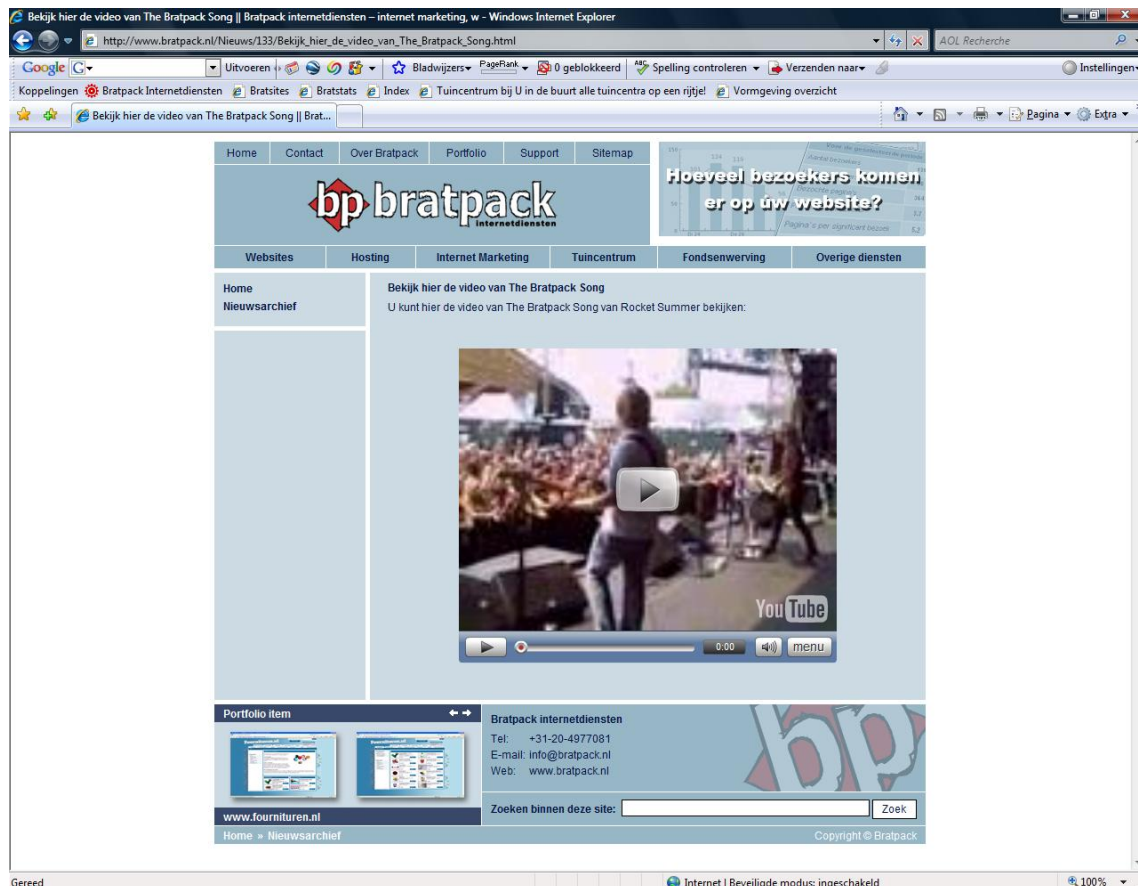 Bekijk hier de video van The Bratpack Song || Bratpack internetdiensten – internet marketing, w - Windows Internet Explorer
http://www.bratpack.nl/Nieuws/133/Bekijk_hier_de_video_van_The_Bratpack_Song.html
AOL Recherche
Google G Uitvoeren Bladwijzers PageRank 0 geblokkeerd Spelling controleren Verzenden naar Instellingen
Koppelingen Bratpack Internetdiensten Bratsites Bratstats Index Tuincentrum bij U in de buurt alle tuincentra op een rijtje! Vormgeving overzicht
Bekijk hier de video van The Bratpack Song || Brat... Pagina Extra
Home Contact Over Bratpack Portfolio Support Sitemap
Hoeveel bezoekers komen
er op úw website?
bp bratpack
internetdiensten
Websites Hosting Internet Marketing Tuincentrum Fondsenwerving Overige diensten
Home
Nieuwsarchief
Bekijk hier de video van The Bratpack Song
U kunt hier de video van The Bratpack Song van Rocket Summer bekijken:
YouTube
0:00 menu
Portfolio item
www.fournituren.nl
Bratpack internetdiensten
Tel: +31-20-4977081
E-mail: info@bratpack.nl
Web: www.bratpack.nl
bp
Zoeken binnen deze site: Zoek
Home » Nieuwsarchief
Copyright © Bratpack
Gereed Internet | Beveiligde modus: ingeschakeld 100%